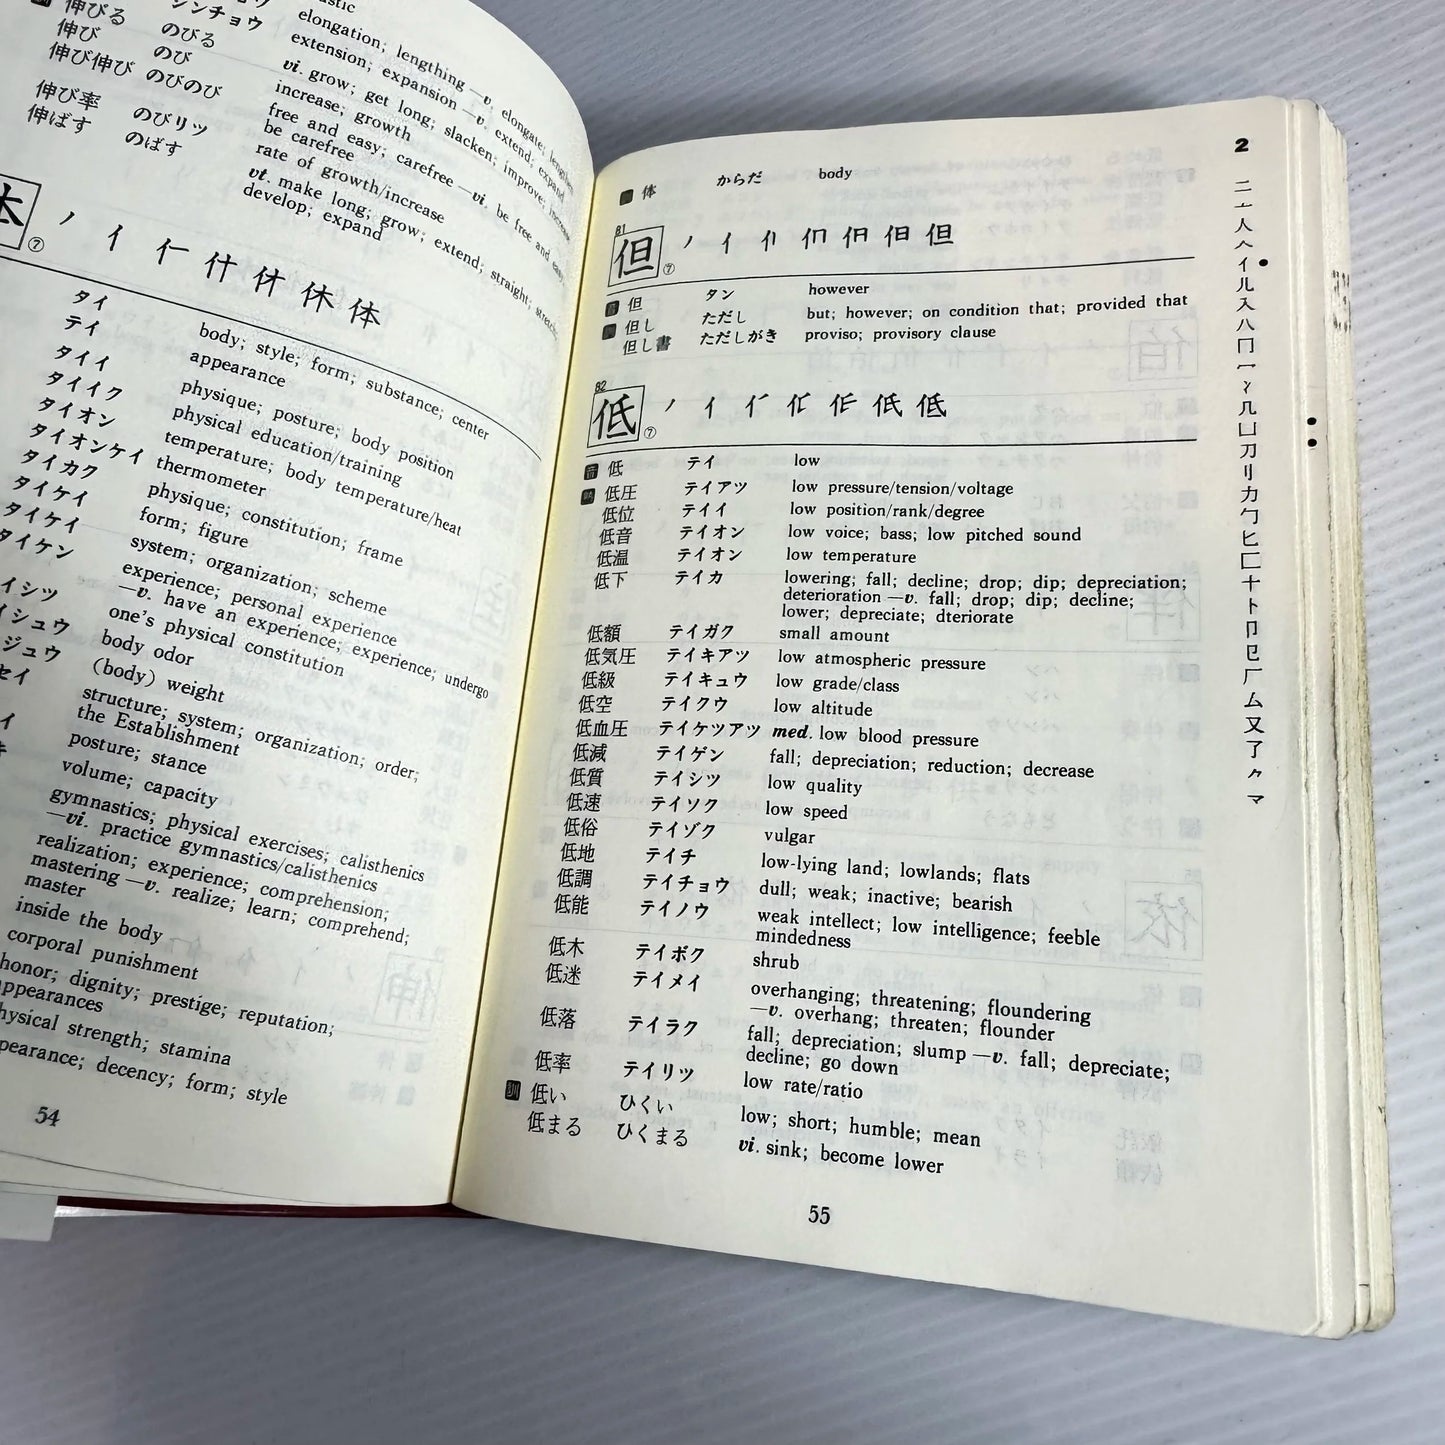 伸びる のびる elongation; lengthing —v. elongate; lengthen
extension; expansion —v. extend; expand
伸び のび vi. grow; get long; slacken; improve; increase
increase; growth
伸び伸び のびのび free and easy; carefree —vi. be free and easy;
be carefree
伸び率 のびリツ rate of growth/increase
伸ばす のばす vt. make long; grow; extend; straight; stretch;
develop; expand
体 ⑦ ノ イ 仁 什 休 休 体
タイ body; style; form; substance; center
テイ appearance
タイイ physique; posture; body position
タイイク physical education/training
タイオン temperature; body temperature/heat
タイオンケイ thermometer
タイカク physique; constitution; frame
タイケイ form; figure
タイケイ system; organization; scheme
タイケン experience; personal experience
—v. have an experience; experience; undergo
イシツ one's physical constitution
イシュウ body odor
ジュウ (body) weight
セイ structure; system; organization; order;
the Establishment
posture; stance
volume; capacity
gymnastics; physical exercises; calisthenics
—vi. practice gymnastics/calisthenics
realization; experience; comprehension;
mastering —v. realize; learn; comprehend;
master
inside the body
corporal punishment
honor; dignity; prestige; reputation;
appearances
physical strength; stamina
pearance; decency; form; style
54
体 からだ body
81
但 ⑦
音 但 タン however
訓 但し ただし but; however; on condition that; provided that
但し書 ただしがき proviso; provisory clause
82
低 ⑦
音 低 テイ low
熟 低圧 テイアツ low pressure/tension/voltage
低位 テイイ low position/rank/degree
低音 テイオン low voice; bass; low pitched sound
低温 テイオン low temperature
低下 テイカ lowering; fall; decline; drop; dip; depreciation;
deterioration —v. fall; drop; dip; decline;
lower; depreciate; dteriorate
低額 テイガク small amount
低気圧 テイキアツ low atmospheric pressure
低級 テイキュウ low grade/class
低空 テイクウ low altitude
低血圧 テイケツアツ med. low blood pressure
低減 テイゲン fall; depreciation; reduction; decrease
低質 テイシツ low quality
低速 テイソク low speed
低俗 テイゾク vulgar
低地 テイチ low-lying land; lowlands; flats
低調 テイチョウ dull; weak; inactive; bearish
低能 テイノウ weak intellect; low intelligence; feeble
mindedness
低木 テイボク shrub
低迷 テイメイ overhanging; threatening; floundering
—v. overhang; threaten; flounder
低落 テイラク fall; depreciation; slump —v. fall; depreciate;
decline; go down
低率 テイリツ low rate/ratio
訓 低い ひくい low; short; humble; mean
低まる ひくまる vi. sink; become lower
55
2
二
亠
人
𠆢
イ
儿
入
八
冂
冖
冫
几
凵
刀
刂
力
勹
匕
匚
十
卜
卩
㔾
厂
厶
又
了
ク
マ